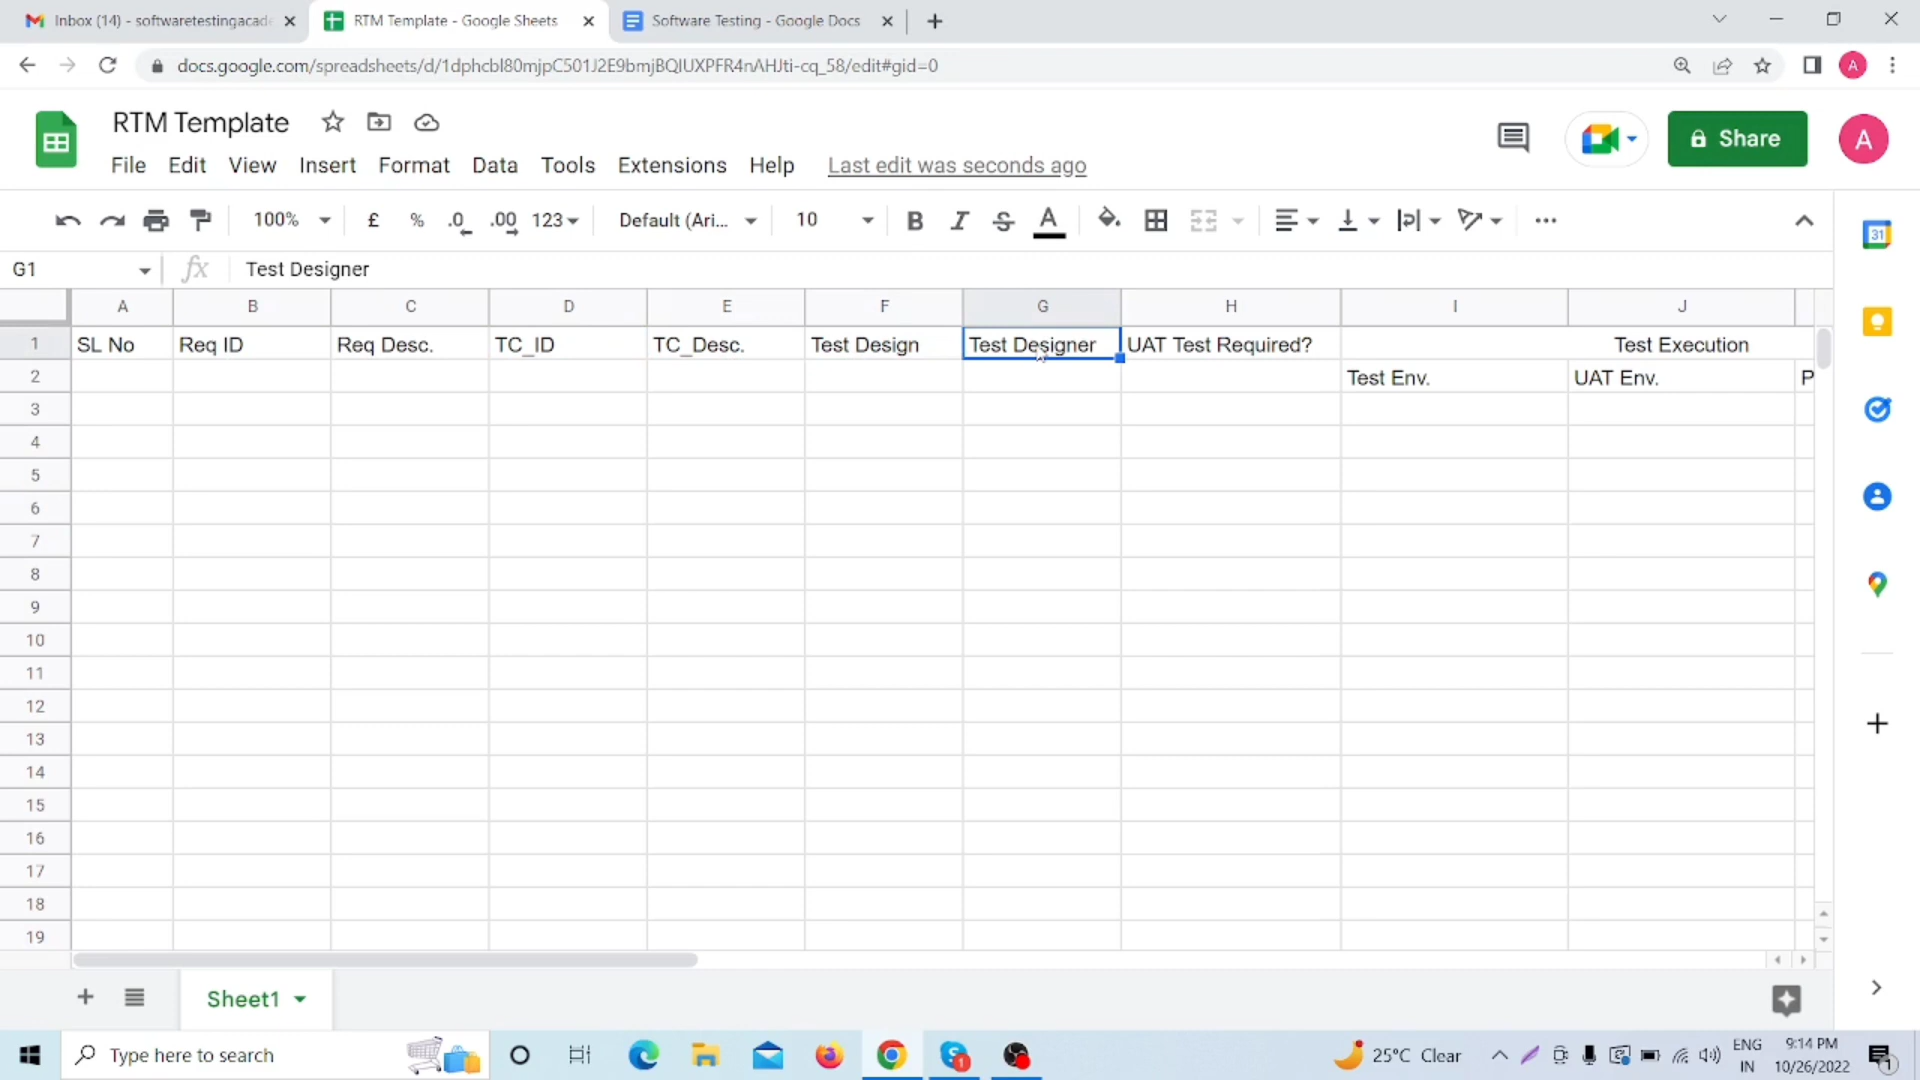 Inbox (14) - softwaretestingacade
RTM Template - Google Sheets
Software Testing - Google Docs
docs.google.com/spreadsheets/d/1dphcbl80mjpC501J2E9bmjBQIUXPFR4nAHJti-cq_58/edit#gid=0
A
RTM Template
Share
A
File Edit View Insert Format Data Tools Extensions Help Last edit was seconds ago
100% £ % .0 .00 123 Default (Ari... 10 B I S A
31
G1 fx Test Designer
A B C D E F G H I J
1 SL No Req ID Req Desc. TC_ID TC_Desc. Test Design Test Designer UAT Test Required? Test Execution
2 Test Env. UAT Env. P
3
4
5
6
7
8
9
10
11
12
13
14
15
16
17
18
19
Sheet1
Type here to search
1
25°C Clear
ENG
IN
9:14 PM
10/26/2022
1